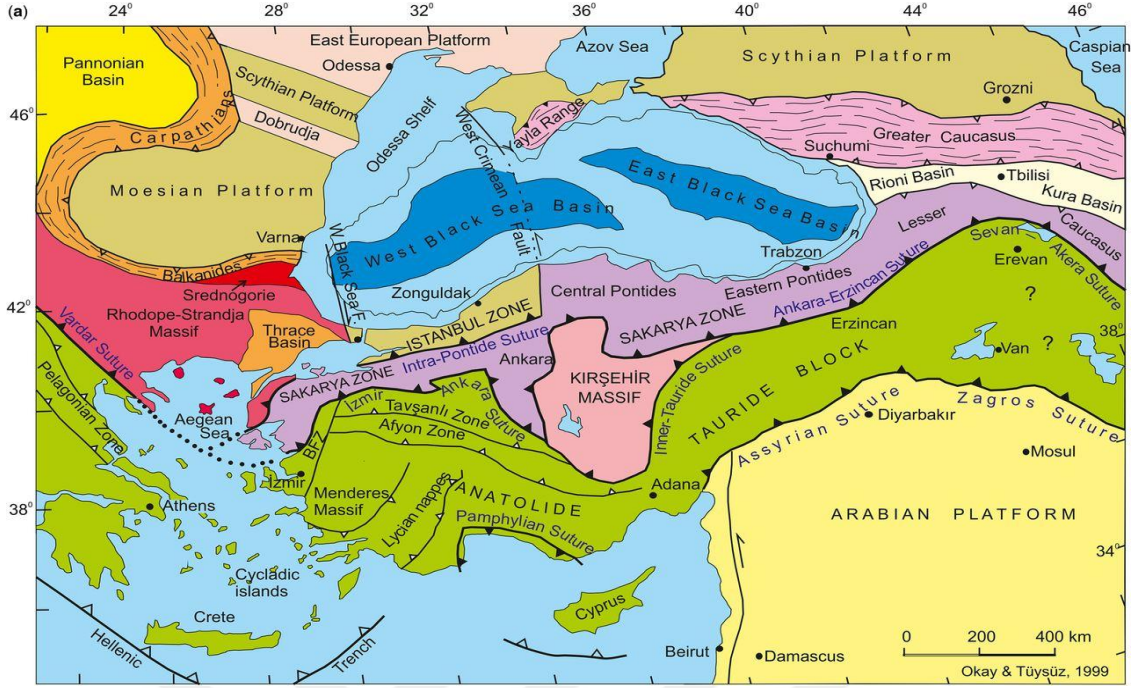 (a)
24°
28°
32°
36°
40°
44°
46°
Pannonian
Basin
East European Platform
Odessa
Azov Sea
Scythian Platform
Caspian
Sea
Scythian Platform
Grozni
46°
Carpathians
Dobrudja
Odessa Shelf
West Crimean Fault
Yayla Range
Greater Caucasus
Suchumi
Moesian Platform
East Black Sea Basin
Rioni Basin
Tbilisi
Kura Basin
West Black Sea Basin
Lesser Caucasus
Varna
W Black Sea F.
Trabzon
Sevan
Akera Suture
Erevan
Balkanides
Srednogorie
Zonguldak
Central Pontides
Eastern Pontides
?
42°
Rhodope-Strandja
Massif
ISTANBUL ZONE
SAKARYA ZONE
Ankara-Erzincan Suture
Vardar Suture
Thrace
Basin
Intra-Pontide Suture
Erzincan
38°
Pelagonian Zone
SAKARYA ZONE
Ankara
KIRŞEHİR
MASSIF
Inner-Tauride Suture
TAURIDE BLOCK
Van
?
Aegean
Sea
Izmir
Ankara Suture
Tavsanlı Zone
Afyon Zone
Assyrian Suture
Diyarbakır
Zagros Suture
BFZ
İzmir
Mosul
Adana
38°
Athens
Menderes
Massif
Lycian nappes
ANATOLIDE
Pamphylian Suture
ARABIAN PLATFORM
34°
Cycladic
islands
Crete
Cyprus
Hellenic
Trench
Beirut
Damascus
0 200 400 km
Okay & Tüysüz, 1999